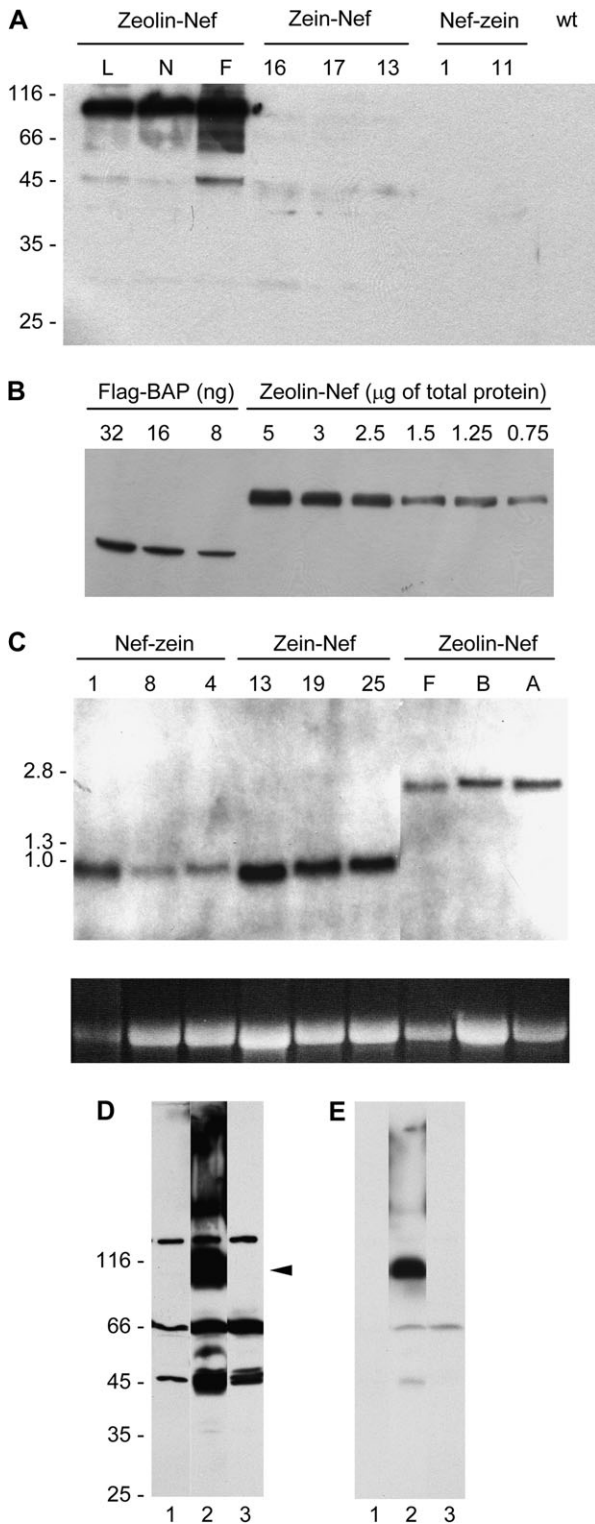 A
Zeolin-Nef Zein-Nef Nef-zein wt
L N F 16 17 13 1 11
116 -
66 -
45 -
35 -
25 -
B
Flag-BAP (ng) Zeolin-Nef (μg of total protein)
32 16 8 5 3 2.5 1.5 1.25 0.75
C
Nef-zein Zein-Nef Zeolin-Nef
1 8 4 13 19 25 F B A
2.8 -
1.3 -
1.0 -
D E
116 -
66 -
45 -
35 -
25 -
1 2 3 1 2 3